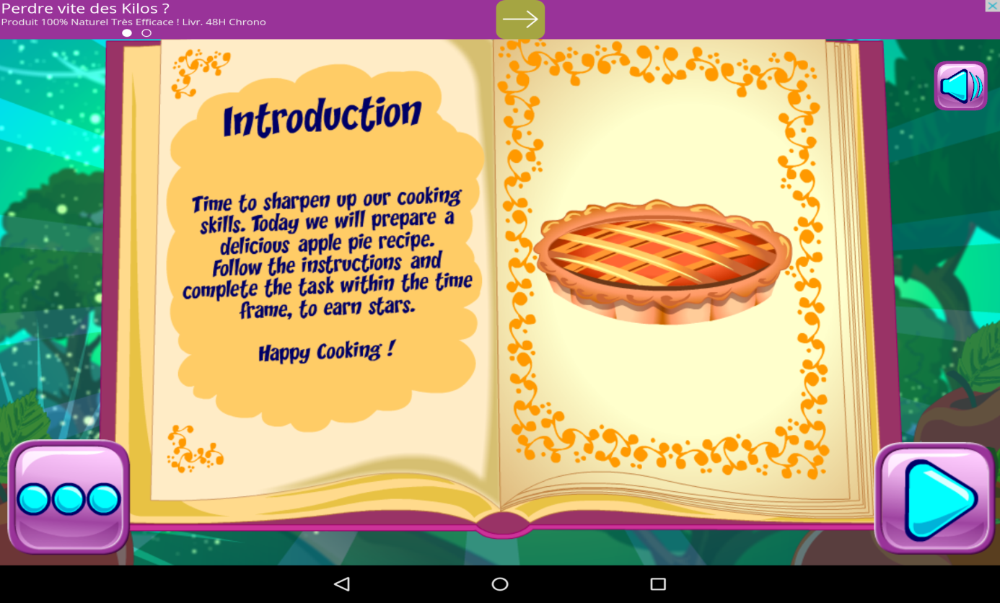 Perdre vite des Kilos ?
Produit 100% Naturel Très Efficace ! Livr. 48H Chrono
Introduction
Time to sharpen up our cooking
skills. Today we will prepare a
delicious apple pie recipe.
Follow the instructions and
complete the task within the time
frame, to earn stars.
Happy Cooking !